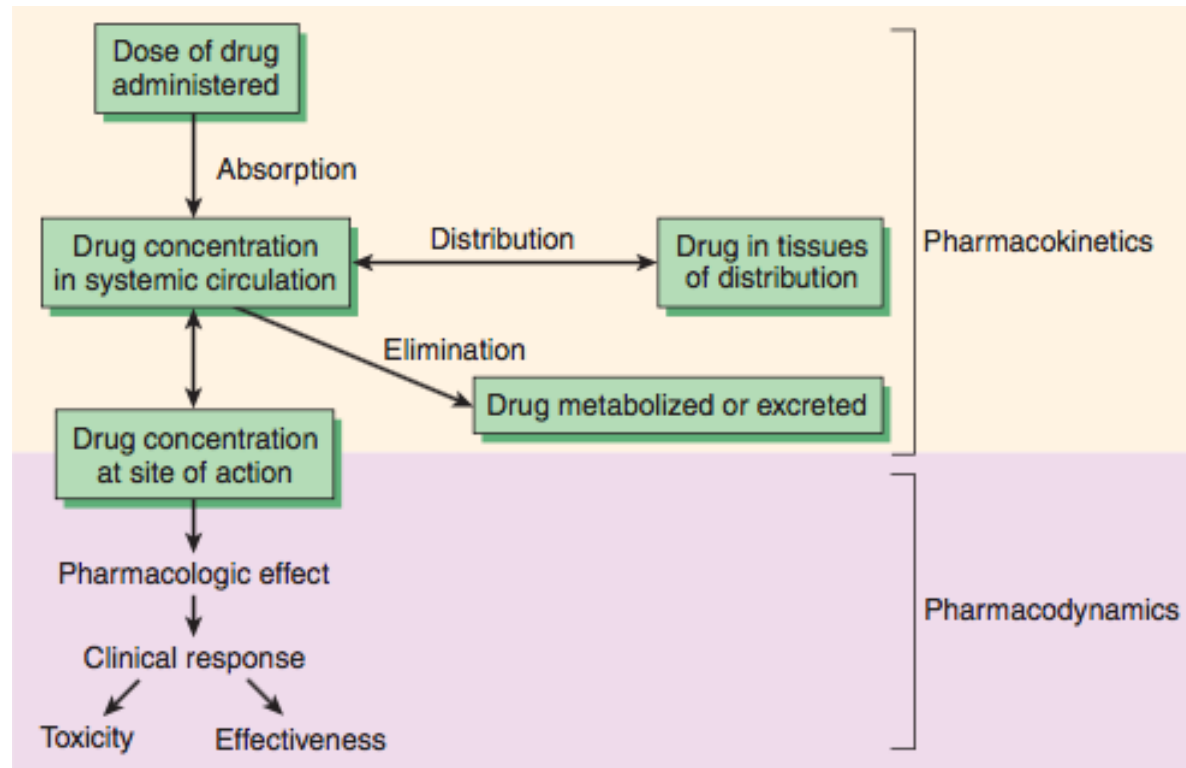 Dose of drug
administered
Absorption
Drug concentration
in systemic circulation
Distribution
Drug in tissues
of distribution
Pharmacokinetics
Elimination
Drug metabolized or excreted
Drug concentration
at site of action
Pharmacologic effect
Pharmacodynamics
Clinical response
Toxicity
Effectiveness